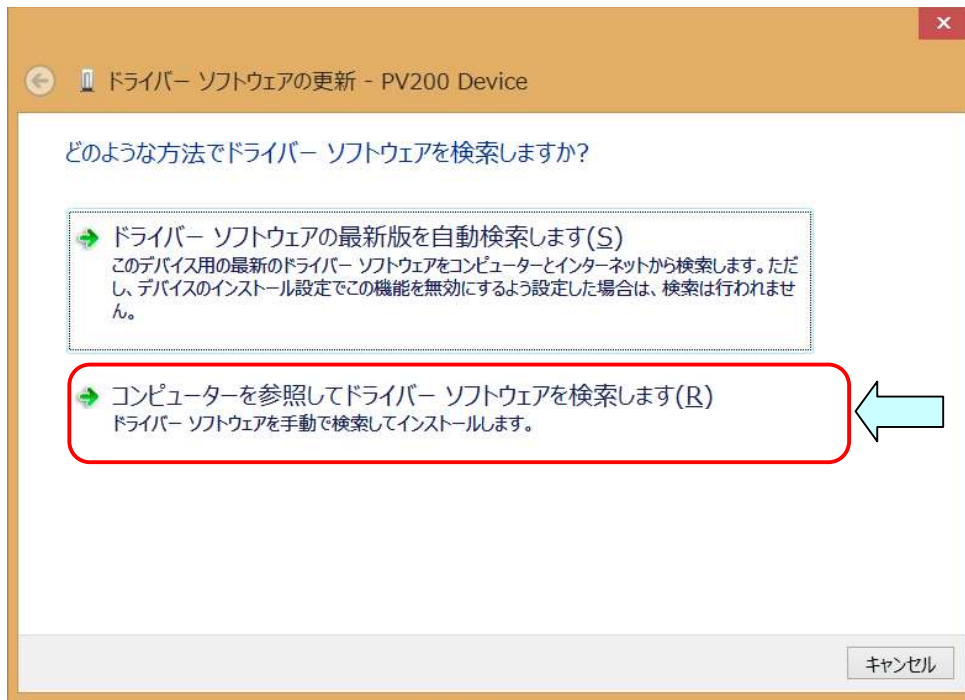 ドライバー ソフトウェアの更新 - PV200 Device
どのような方法でドライバー ソフトウェアを検索しますか?
ドライバー ソフトウェアの最新版を自動検索します(S)
このデバイス用の最新のドライバー ソフトウェアをコンピューターとインターネットから検索します。ただ
し、デバイスのインストール設定でこの機能を無効にするよう設定した場合は、検索は行われませ
ん。
コンピューターを参照してドライバー ソフトウェアを検索します(R)
ドライバー ソフトウェアを手動で検索してインストールします。
キャンセル